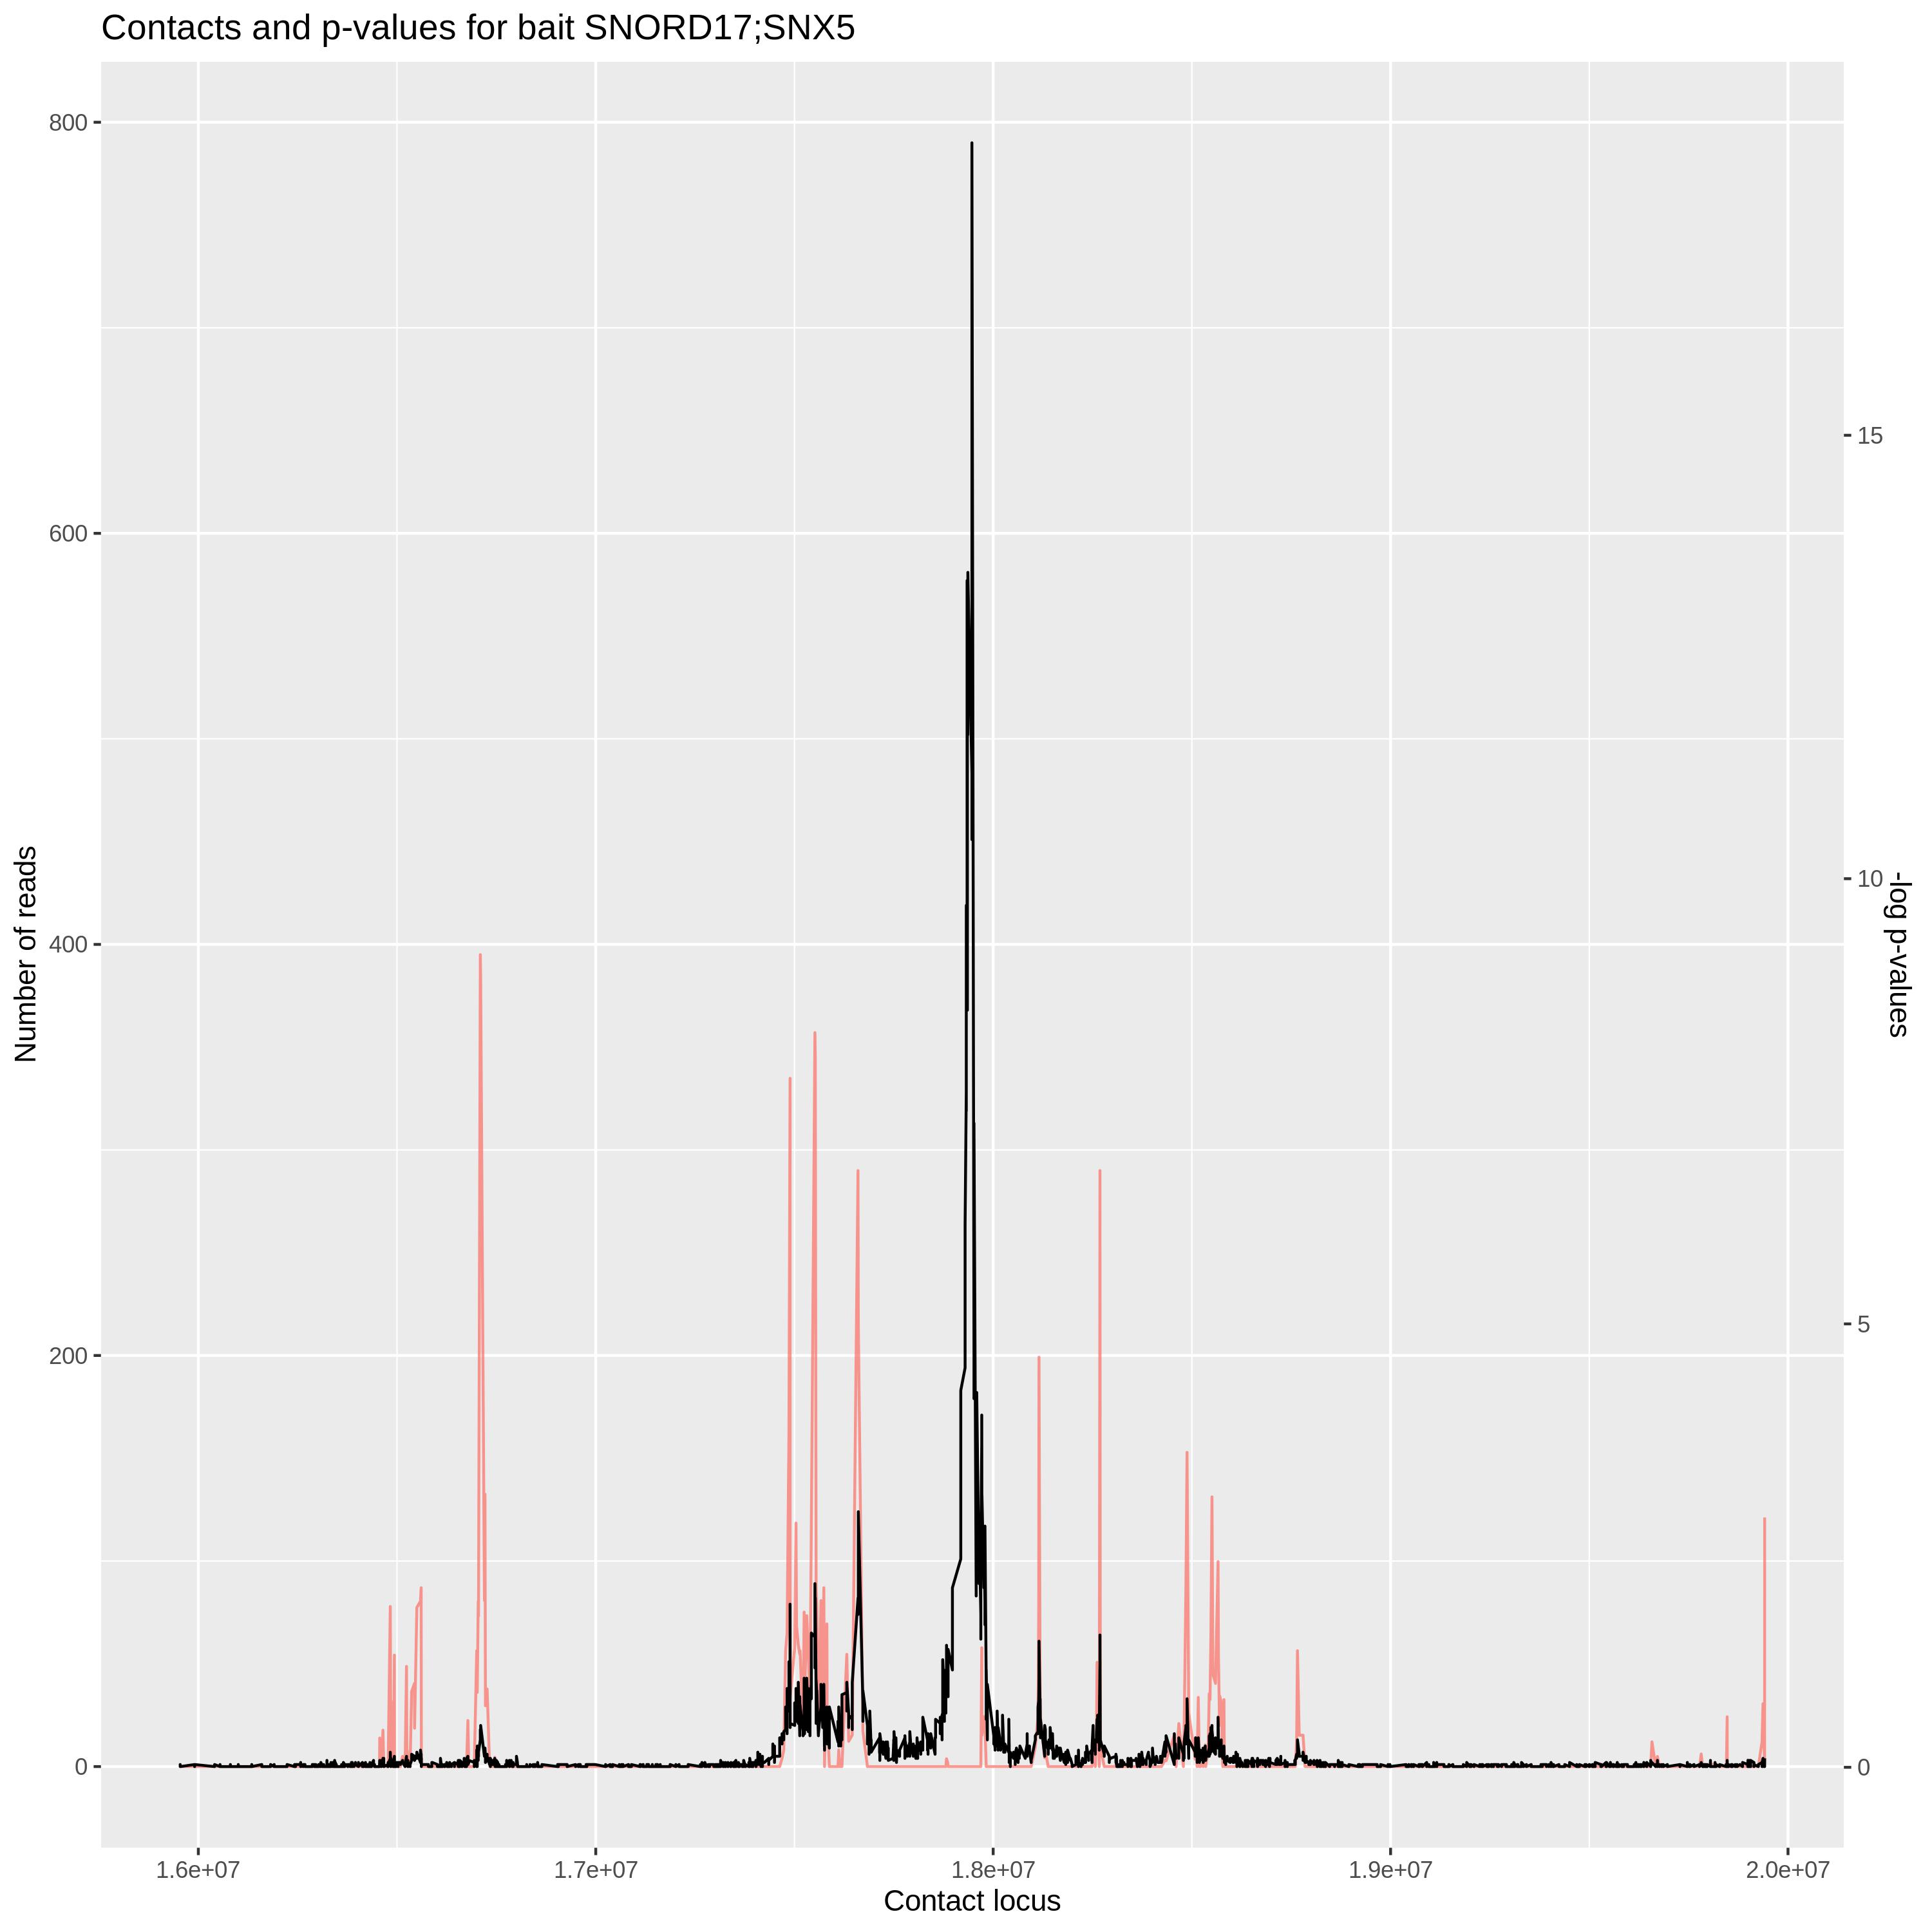 Contacts and p-values for bait SNORD17;SNX5
800
600
400
200
0
Number of reads
15
10
5
0
-log p-values
1.6e+07
1.7e+07
1.8e+07
1.9e+07
2.0e+07
Contact locus